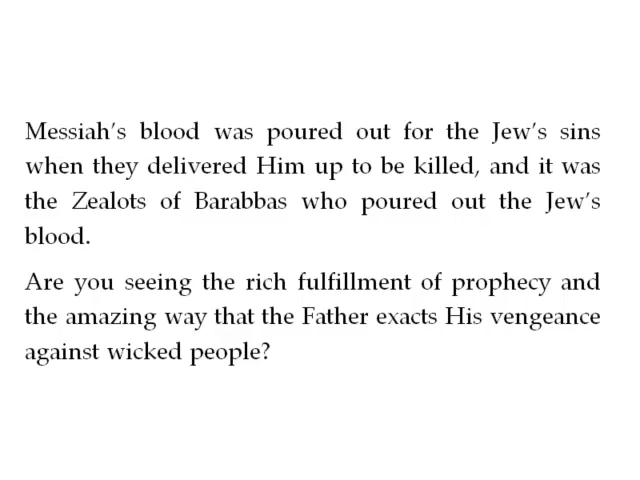 Messiah’s blood was poured out for the Jew’s sins
when they delivered Him up to be killed, and it was
the Zealots of Barabbas who poured out the Jew’s
blood.
Are you seeing the rich fulfillment of prophecy and
the amazing way that the Father exacts His vengeance
against wicked people?